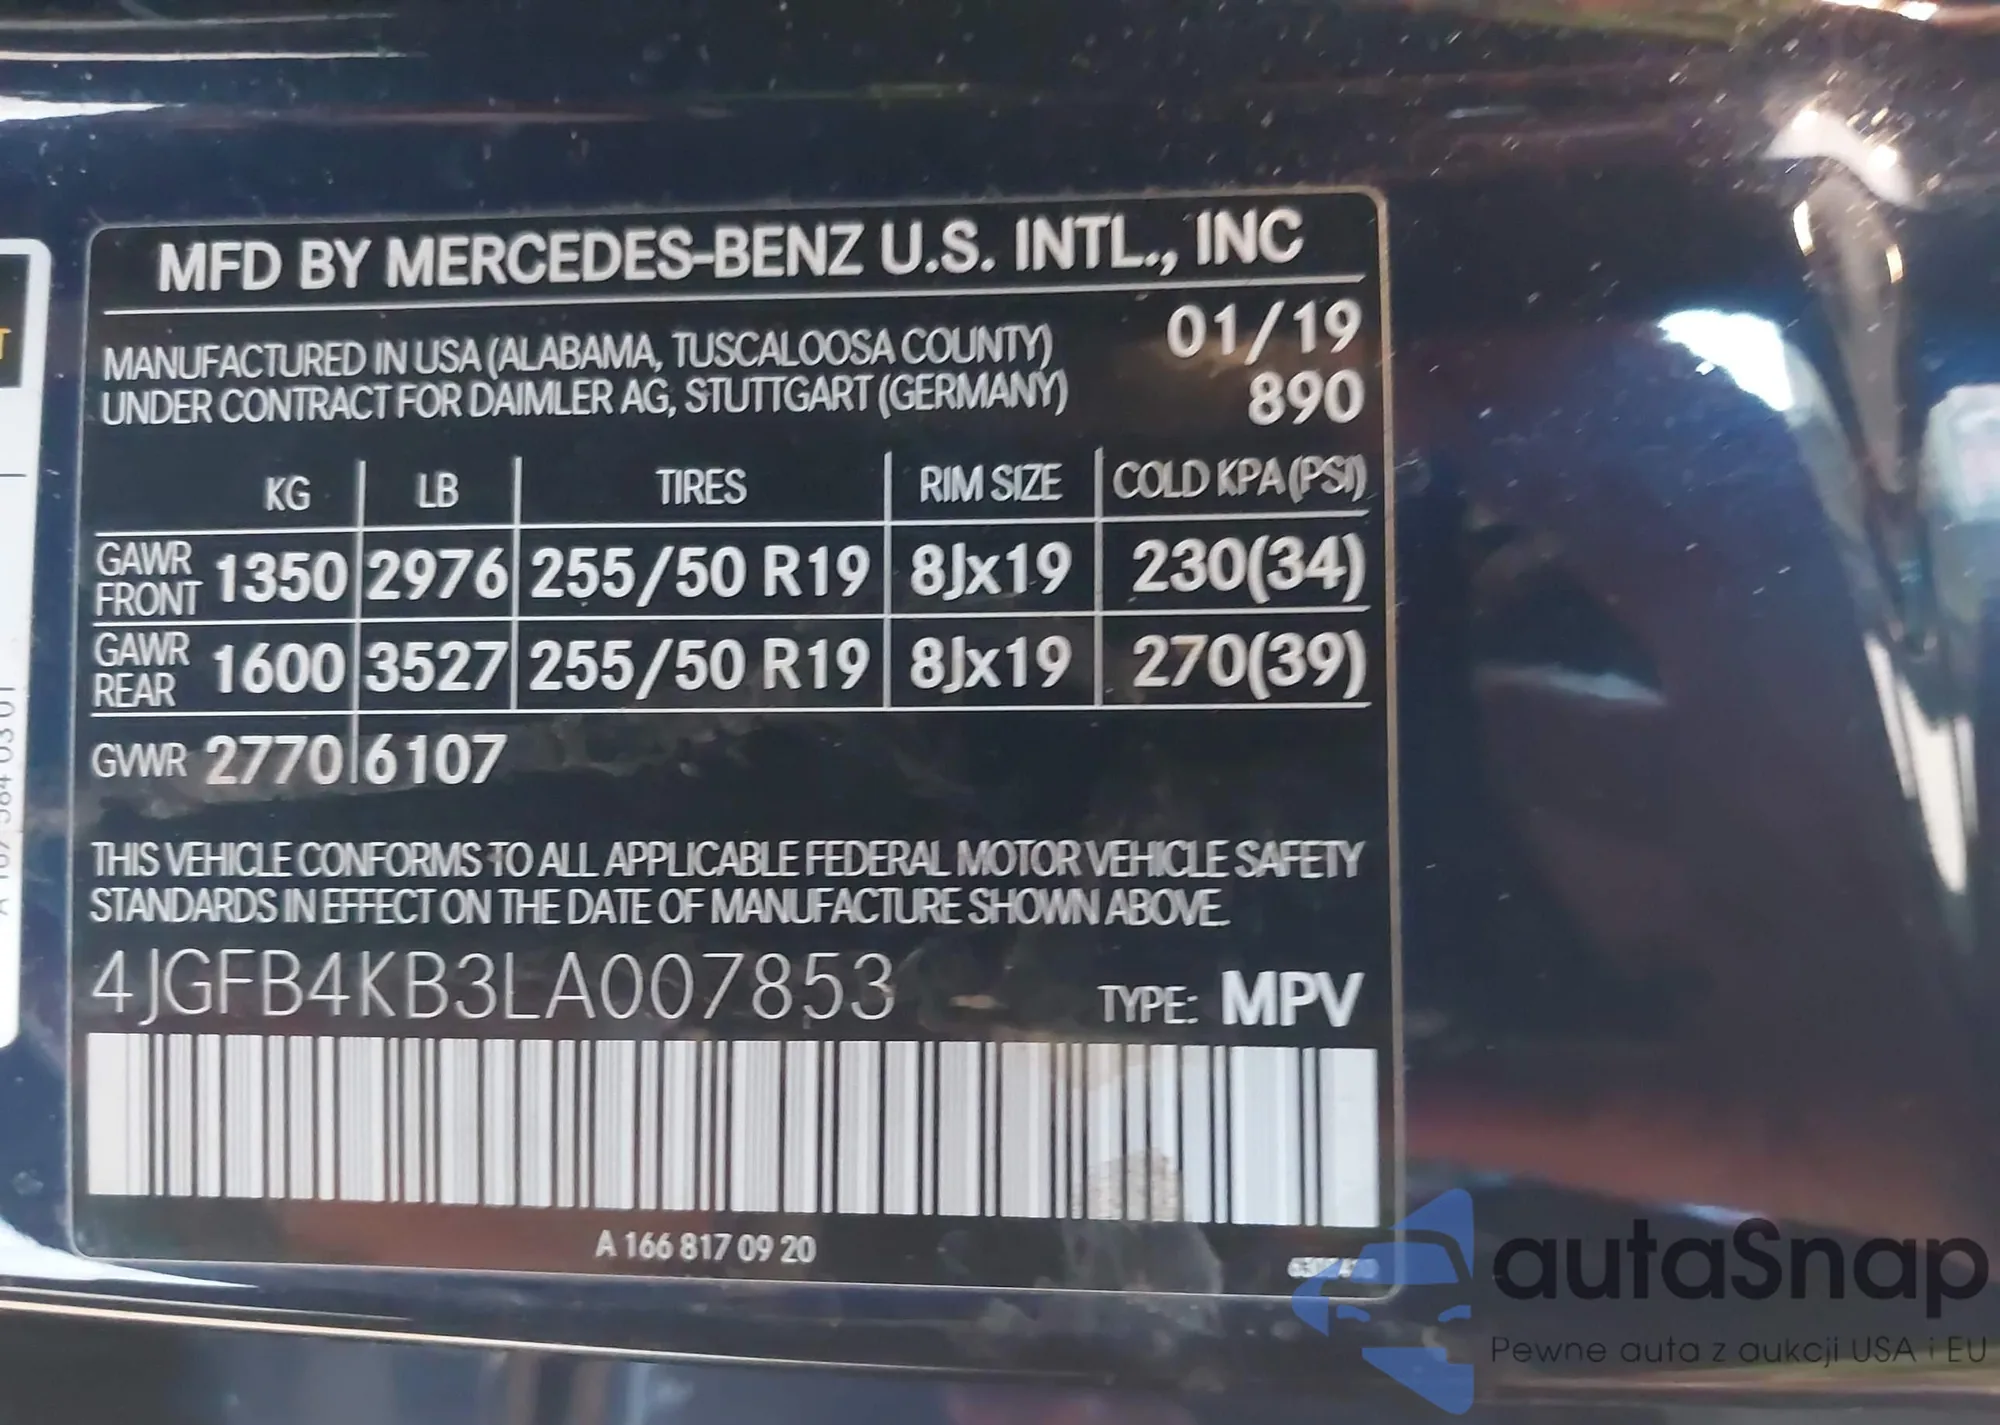 MFD BY MERCEDES-BENZ U.S. INTL., INC
MANUFACTURED IN USA (ALABAMA, TUSCALOOSA COUNTY) 01/19
UNDER CONTRACT FOR DAIMLER AG, STUTTGART (GERMANY) 890
KG LB TIRES RIM SIZE COLD KPA (PSI)
GAWR FRONT 1350 2976 255/50 R19 8Jx19 230(34)
GAWR REAR 1600 3527 255/50 R19 8Jx19 270(39)
GVWR 2770 6107
THIS VEHICLE CONFORMS TO ALL APPLICABLE FEDERAL MOTOR VEHICLE SAFETY
STANDARDS IN EFFECT ON THE DATE OF MANUFACTURE SHOWN ABOVE.
4JGFB4KB3LA007853 TYPE: MPV
A 166 817 09 20
autaSnap
Pewne auta z aukcji USA i EU